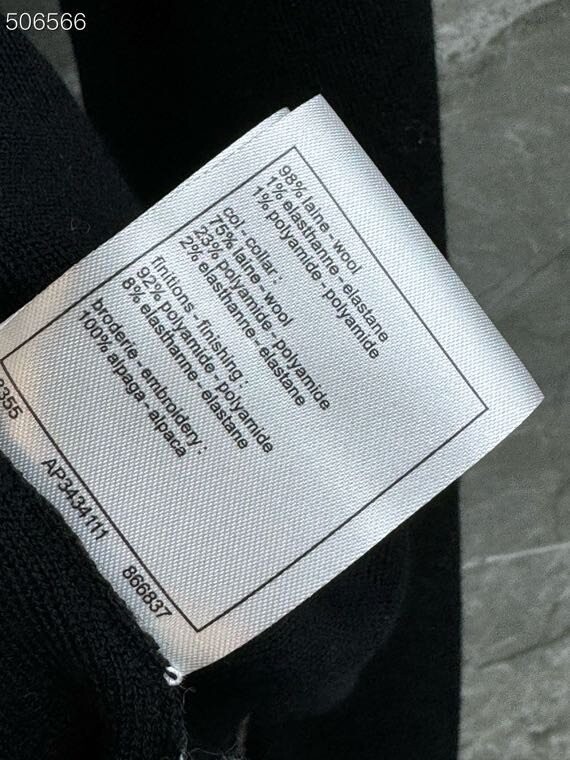 506566
98% laine - wool
1% elasthanne - elastane
1% polyamide - polyamide
col - collar :
75% laine - wool
23% polyamide - polyamide
2% elasthanne - elastane
finitions - finishing :
92% polyamide - polyamide
8% elasthanne - elastane
broderie - embroidery :
100% alpaga - alpaca
355
AP3434111
866837